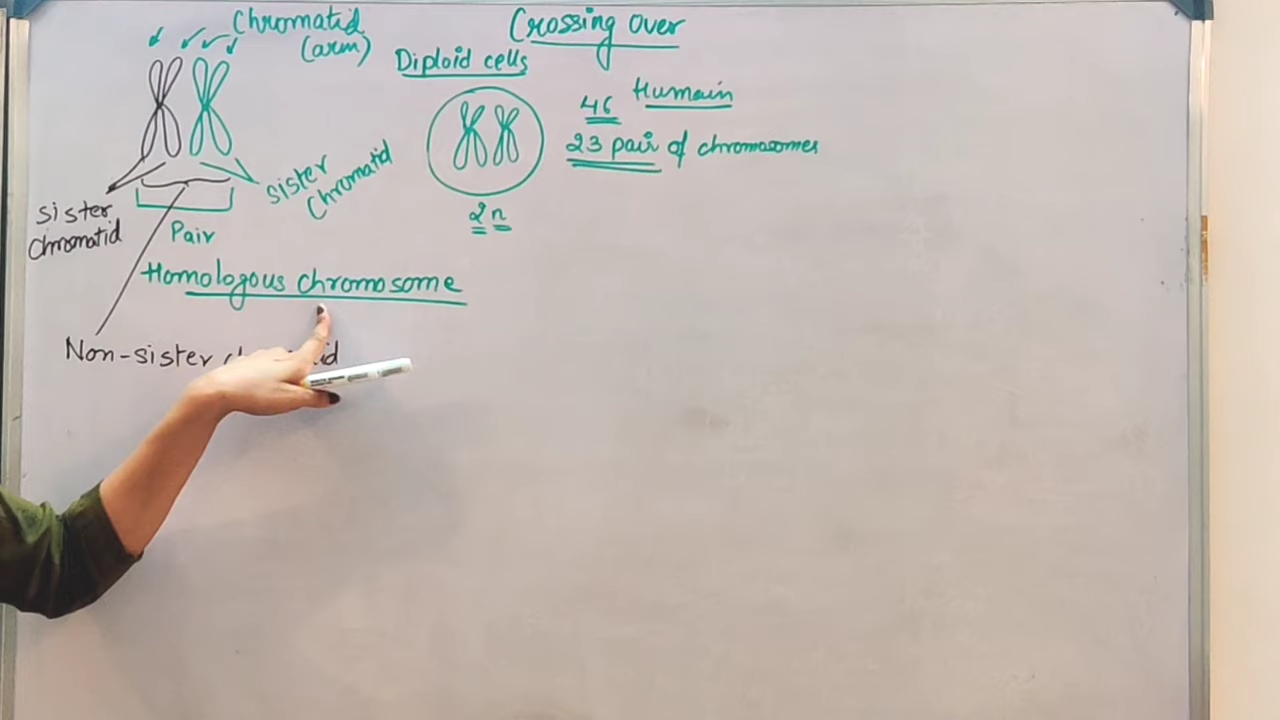 Crossing over
Chromatid
(arm)
Diploid cells
46 Human
23 pair of chromosomes
sister
chromatid
sister
chromatid
Pair
2n
Homologous chromosome
Non-sister